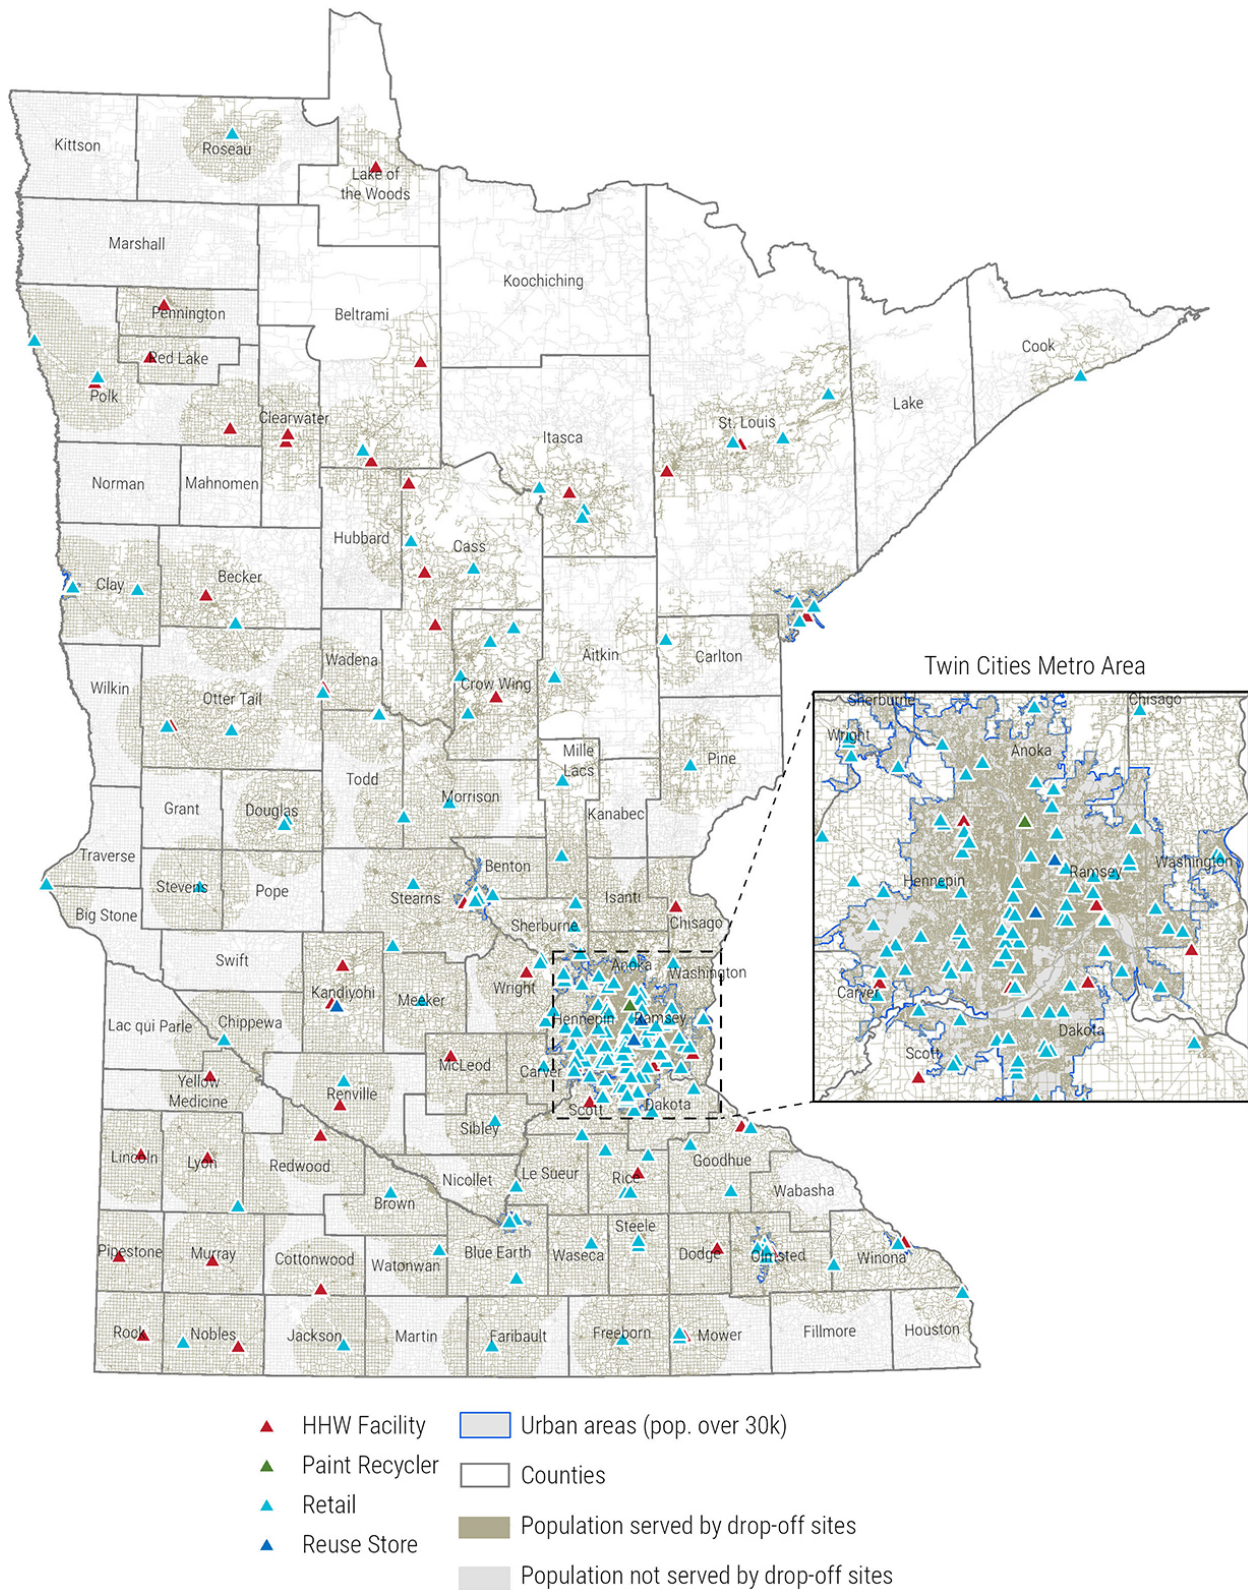 Kittson
Roseau
Lake of
the Woods
Marshall
Koochiching
Pennington
Beltrami
Red Lake
Cook
Polk
Lake
Clearwater
St. Louis
Itasca
Norman
Mahnomen
Hubbard
Cass
Clay
Becker
Wadena
Aitkin
Carlton
Wilkin
Otter Tail
Crow Wing
Twin Cities Metro Area
Mille
Lacs
Pine
Todd
Morrison
Grant
Douglas
Kanabec
Traverse
Benton
Stevens
Pope
Stearns
Isanti
Big Stone
Sherburne
Chisago
Swift
Anoka
Washington
Wright
Kandiyohi
Meeker
Lac qui Parle
Chippewa
Hennepin
Ramsey
McLeod
Carver
Yellow
Medicine
Renville
Scott
Dakota
Sibley
Lincoln
Lyon
Redwood
Goodhue
Nicollet
Le Sueur
Rice
Wabasha
Brown
Steele
Pipestone
Murray
Cottonwood
Watonwan
Blue Earth
Waseca
Dodge
Olmsted
Winona
Rock
Nobles
Jackson
Martin
Faribault
Freeborn
Mower
Fillmore
Houston
Sherburne
Chisago
Wright
Anoka
Hennepin
Ramsey
Washington
Carver
Scott
Dakota
HHW Facility
Paint Recycler
Retail
Reuse Store
Urban areas (pop. over 30k)
Counties
Population served by drop-off sites
Population not served by drop-off sites